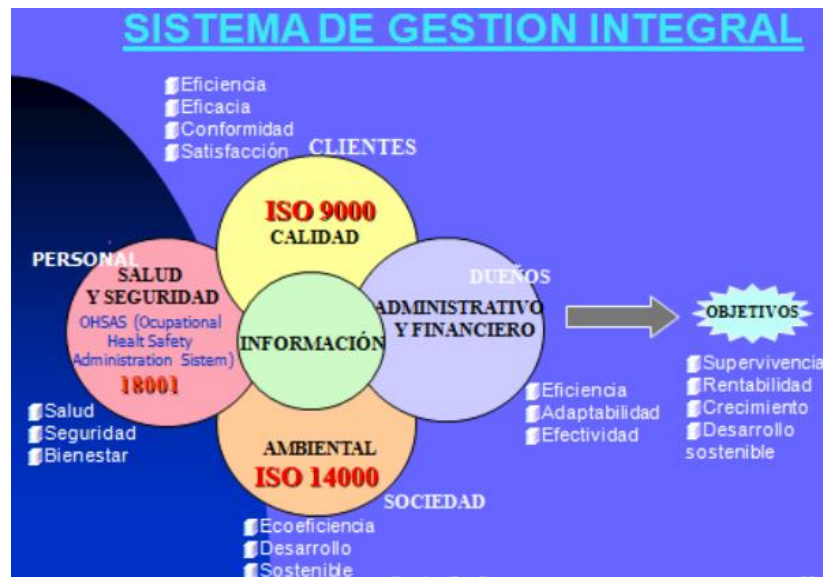 SISTEMA DE GESTION INTEGRAL
Eficiencia
Eficacia
Conformidad
Satisfacción
CLIENTES
ISO 9000
CALIDAD
PERSONAL
SALUD
Y SEGURIDAD
OHSAS (Ocupational
Healt Safety
Administration Sistem)
18001
Salud
Seguridad
Bienestar
INFORMACIÓN
DUEÑOS
ADMINISTRATIVO
Y FINANCIERO
Eficiencia
Adaptabilidad
Efectividad
OBJETIVOS
Supervivencia
Rentabilidad
Crecimiento
Desarrollo
sostenible
AMBIENTAL
ISO 14000
SOCIEDAD
Ecoeficiencia
Desarrollo
Sostenible